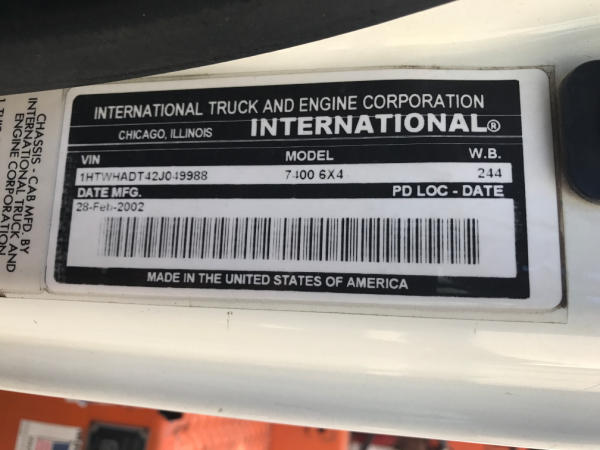 INTERNATIONAL TRUCK AND ENGINE CORPORATION
CHICAGO, ILLINOIS INTERNATIONAL®
VIN MODEL W.B.
1HTWHADT42J049988 7400 6X4 244
DATE MFG. PD LOC - DATE
28-Feb-2002
MADE IN THE UNITED STATES OF AMERICA
CHASSIS - CAB MFD. BY
INTERNATIONAL TRUCK AND
ENGINE CORPORATION